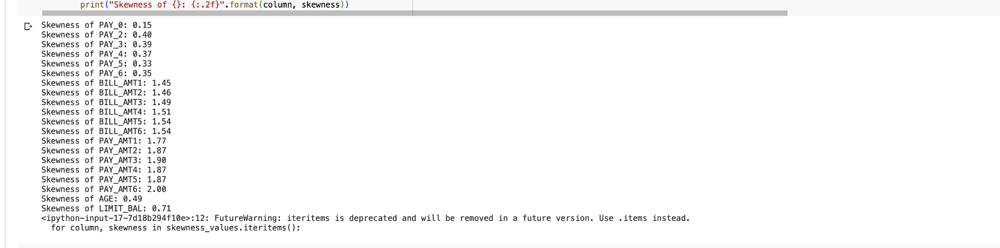 print("Skewness of {}: {:.2f}".format(column, skewness))
Skewness of PAY_0: 0.15
Skewness of PAY_2: 0.40
Skewness of PAY_3: 0.39
Skewness of PAY_4: 0.37
Skewness of PAY_5: 0.33
Skewness of PAY_6: 0.35
Skewness of BILL_AMT1: 1.45
Skewness of BILL_AMT2: 1.46
Skewness of BILL_AMT3: 1.49
Skewness of BILL_AMT4: 1.51
Skewness of BILL_AMT5: 1.54
Skewness of BILL_AMT6: 1.54
Skewness of PAY_AMT1: 1.77
Skewness of PAY_AMT2: 1.87
Skewness of PAY_AMT3: 1.90
Skewness of PAY_AMT4: 1.87
Skewness of PAY_AMT5: 1.87
Skewness of PAY_AMT6: 2.00
Skewness of AGE: 0.49
Skewness of LIMIT_BAL: 0.71
<ipython-input-17-7d18b294f10e>:12: FutureWarning: iteritems is deprecated and will be removed in a future version. Use .items instead.
  for column, skewness in skewness_values.iteritems():